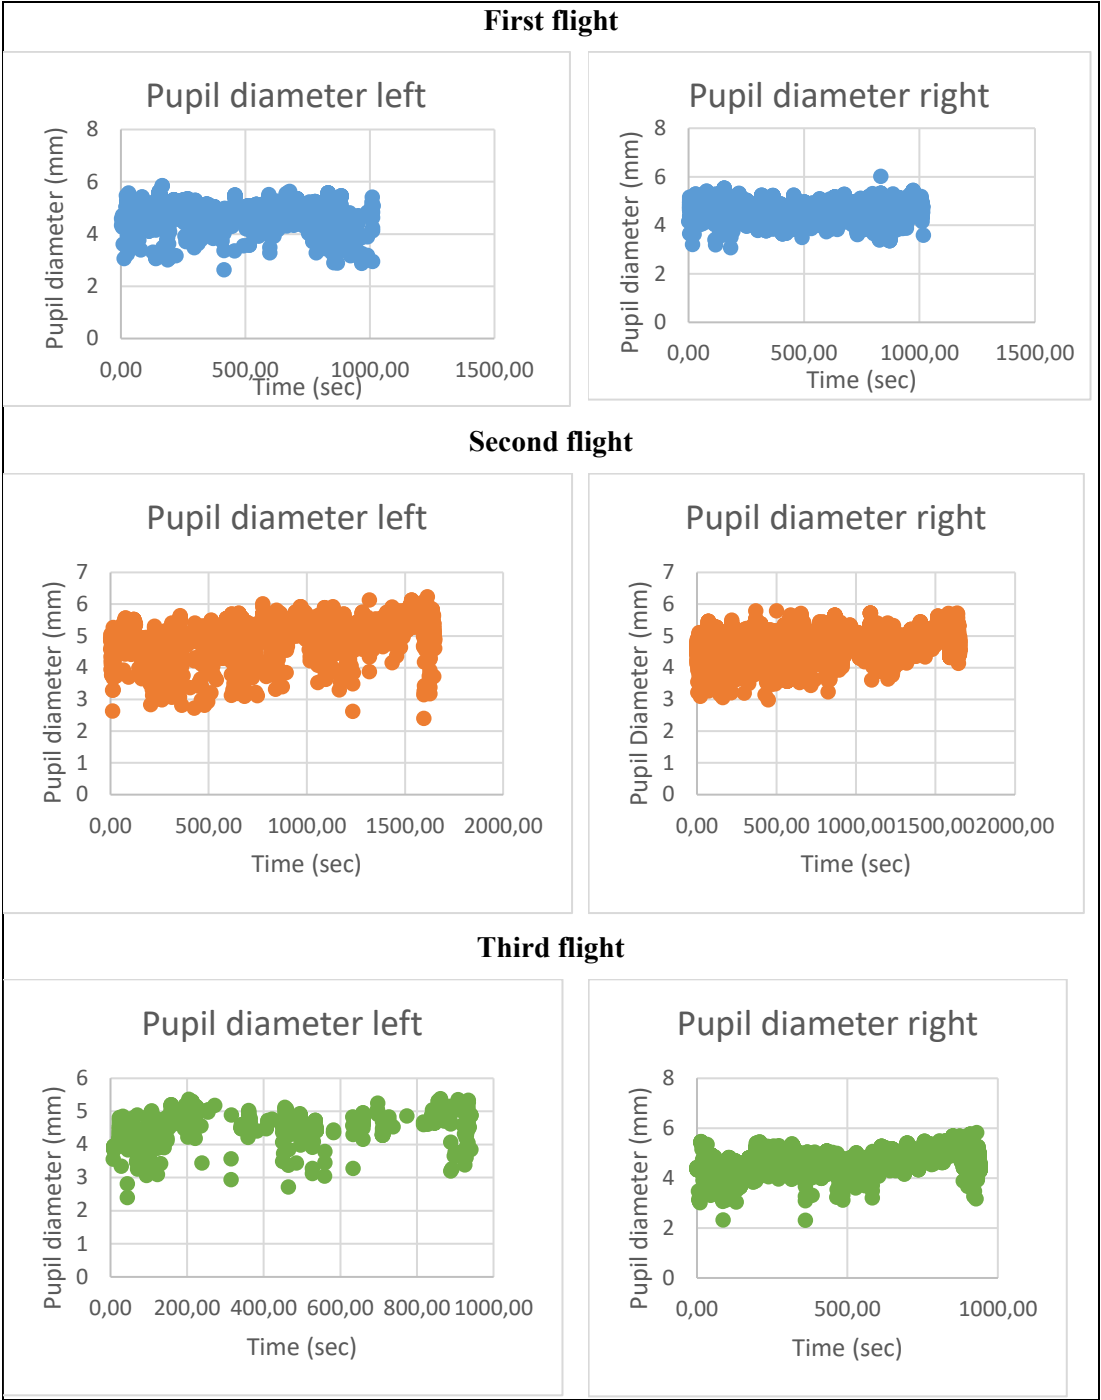 First flight
Pupil diameter left
Pupil diameter (mm)
8
6
4
2
0
0,00 500,00 1000,00 1500,00
Time (sec)
Pupil diameter right
Pupil diameter (mm)
8
6
4
2
0
0,00 500,00 1000,00 1500,00
Time (sec)
Second flight
Pupil diameter left
Pupil diameter (mm)
7
6
5
4
3
2
1
0
0,00 500,00 1000,00 1500,00 2000,00
Time (sec)
Pupil diameter right
Pupil Diameter (mm)
7
6
5
4
3
2
1
0
0,00 500,00 1000,00 1500,00 2000,00
Time (sec)
Third flight
Pupil diameter left
Pupil diameter (mm)
6
5
4
3
2
1
0
0,00 200,00 400,00 600,00 800,00 1000,00
Time (sec)
Pupil diameter right
Pupil diameter (mm)
8
6
4
2
0
0,00 500,00 1000,00
Time (sec)